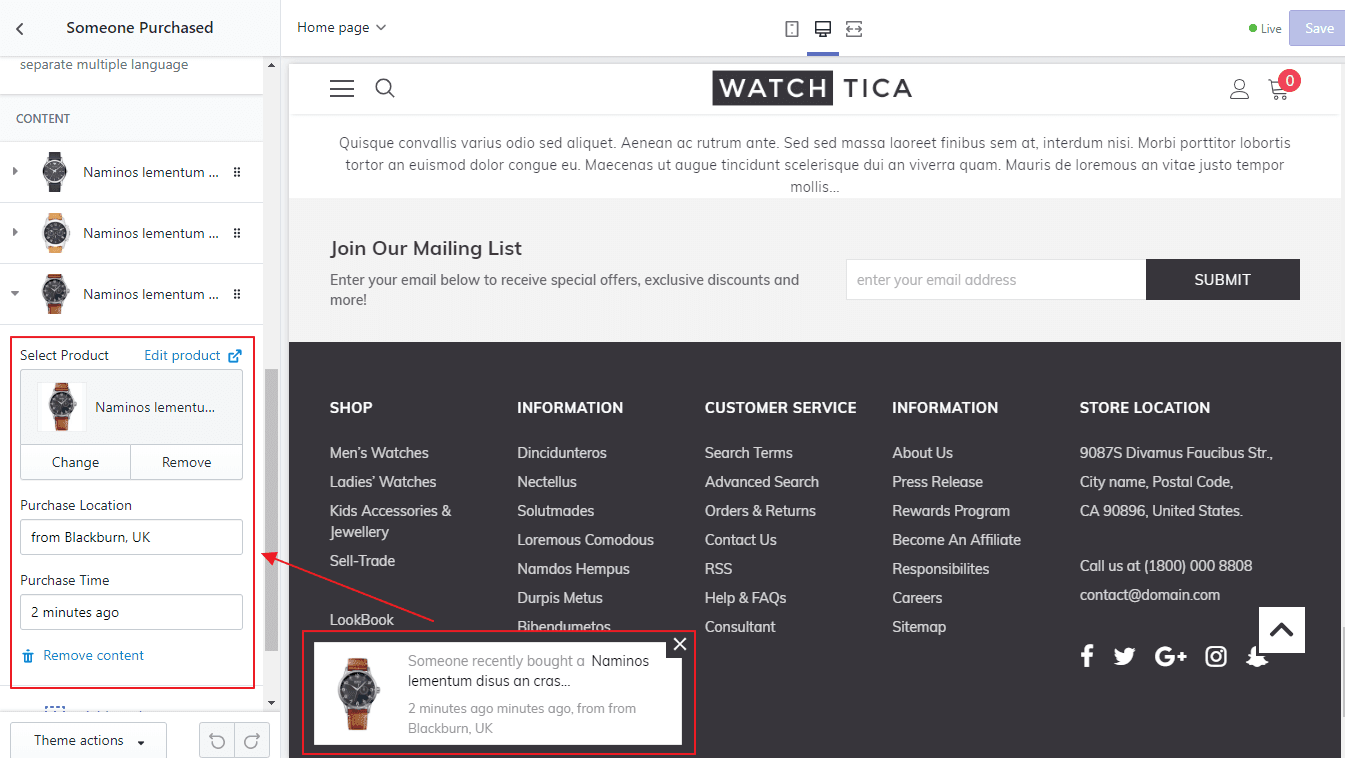 Someone Purchased
Home page
Live
Save
separate multiple language
CONTENT
Naminos lementum ...
Naminos lementum ...
Naminos lementum ...
Select Product
Edit product
Naminos lementu...
Change
Remove
Purchase Location
from Blackburn, UK
Purchase Time
2 minutes ago
Remove content
Theme actions
WATCH TICA
0
Quisque convallis varius odio sed aliquet. Aenean ac rutrum ante. Sed sed massa laoreet finibus sem at, interdum nisi. Morbi porttitor lobortis
tortor an euismod dolor congue eu. Maecenas ut augue tincidunt scelerisque dui an viverra quam. Mauris de loremous an vitae justo tempor
mollis...
Join Our Mailing List
Enter your email below to receive special offers, exclusive discounts and
more!
enter your email address
SUBMIT
SHOP
Men's Watches
Ladies' Watches
Kids Accessories &
Jewellery
Sell-Trade
LookBook
INFORMATION
Dincidunteros
Nectellus
Solutmades
Loremous Comodous
Namdos Hempus
Durpis Metus
Bibendumetos
CUSTOMER SERVICE
Search Terms
Advanced Search
Orders & Returns
Contact Us
RSS
Help & FAQs
Consultant
INFORMATION
About Us
Press Release
Rewards Program
Become An Affiliate
Responsibilites
Careers
Sitemap
STORE LOCATION
9087S Divamus Faucibus Str.,
City name, Postal Code,
CA 90896, United States.
Call us at (1800) 000 8808
contact@domain.com
Someone recently bought a Naminos
lementum disus an cras...
2 minutes ago minutes ago, from from
Blackburn, UK